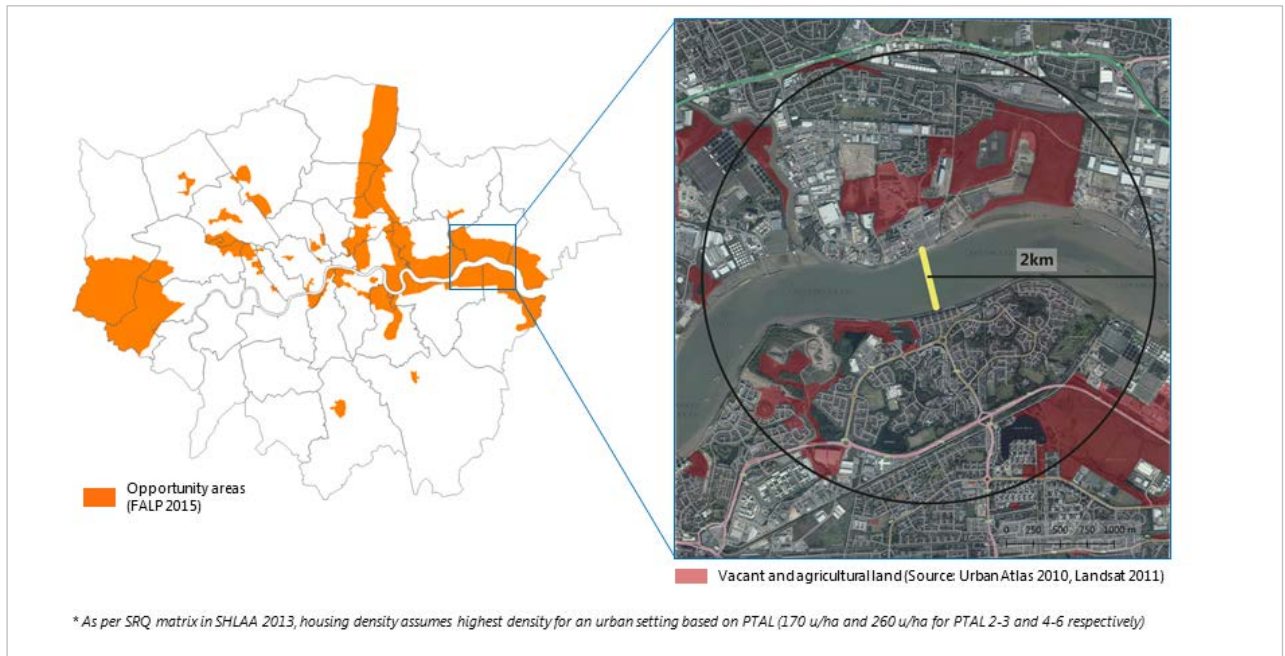 2km
0 250 500 750 1000 m
Opportunity areas
(FALP 2015)
Vacant and agricultural land (Source: Urban Atlas 2010, Landsat 2011)
* As per SRQ matrix in SHLAA 2013, housing density assumes highest density for an urban setting based on PTAL (170 u/ha and 260 u/ha for PTAL 2-3 and 4-6 respectively)